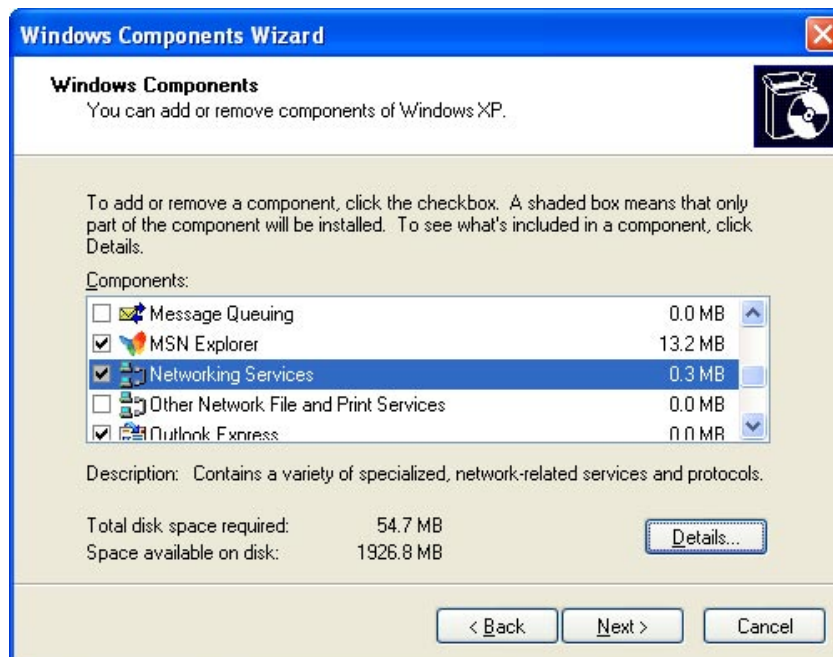 Windows Components Wizard
Windows Components
You can add or remove components of Windows XP.
To add or remove a component, click the checkbox. A shaded box means that only
part of the component will be installed. To see what's included in a component, click
Details.
Components:
Message Queuing 0.0 MB
MSN Explorer 13.2 MB
Networking Services 0.3 MB
Other Network File and Print Services 0.0 MB
Outlook Express 0.0 MB
Description: Contains a variety of specialized, network-related services and protocols.
Total disk space required: 54.7 MB
Space available on disk: 1926.8 MB
Details...
< Back Next > Cancel